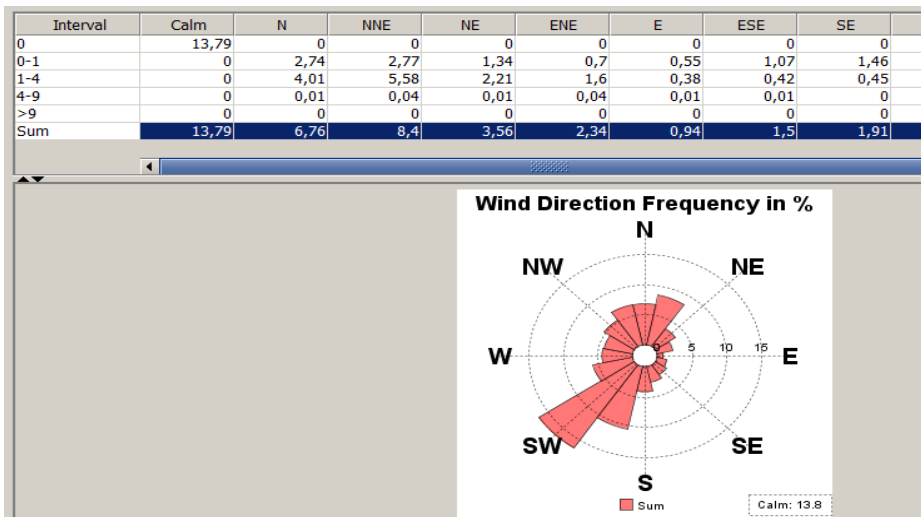 Interval Calm N NNE NE ENE E ESE SE
0 13,79 0 0 0 0 0 0 0
0-1 0 2,74 2,77 1,34 0,7 0,55 1,07 1,46
1-4 0 4,01 5,58 2,21 1,6 0,38 0,42 0,45
4-9 0 0,01 0,04 0,01 0,04 0,01 0,01 0
>9 0 0 0 0 0 0 0 0
Sum 13,79 6,76 8,4 3,56 2,34 0,94 1,5 1,91
Wind Direction Frequency in %
N
NW NE
0 5 10 15
W E
SW SE
S
Sum
Calm: 13.8